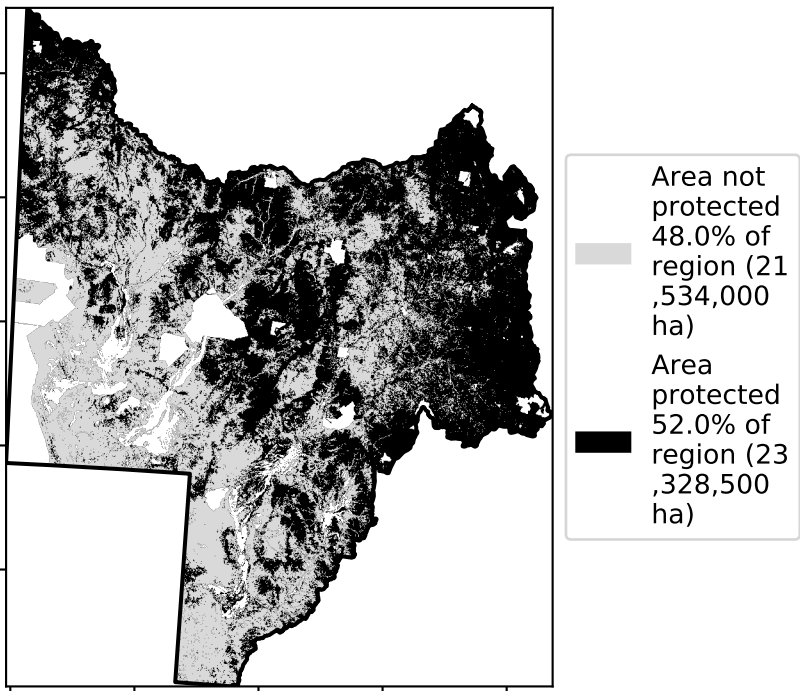 Area not
protected
48.0% of
region (21
,534,000
ha)
Area
protected
52.0% of
region (23
,328,500
ha)